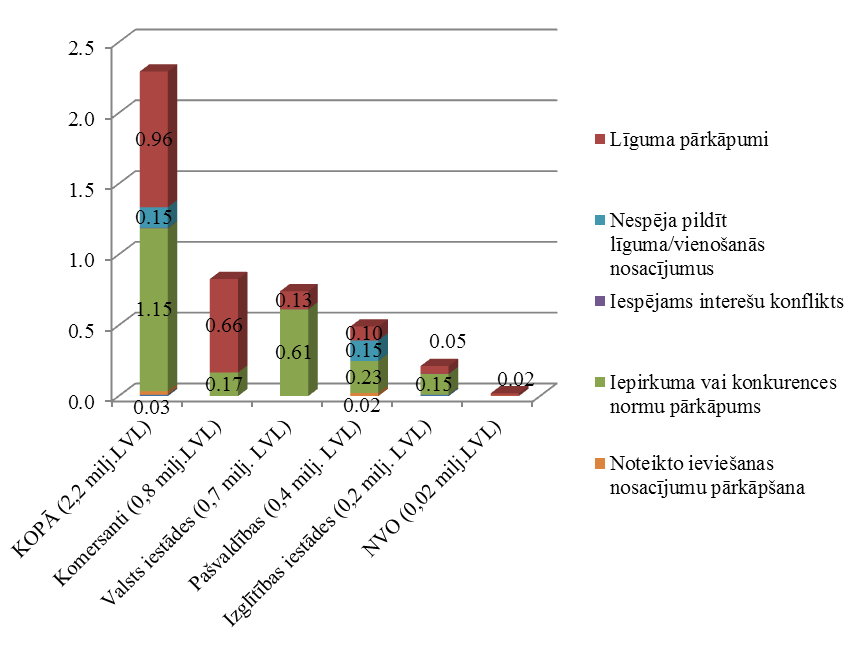 2.5
2.0
1.5
1.0
0.5
0.0
0.96
0.15
1.15
0.03
0.66
0.17
0.13
0.61
0.10
0.15
0.23
0.02
0.05
0.15
0.02
KOPĀ (2,2 milj.LVL)
Komersanti (0,8 milj.LVL)
Valsts iestādes (0,7 milj. LVL)
Pašvaldības (0,4 milj. LVL)
Izglītības iestādes (0,2 milj. LVL)
NVO (0,02 milj.LVL)
Līguma pārkāpumi
Nespēja pildīt
līguma/vienošanās
nosacījumus
Iespējams interešu konflikts
Iepirkuma vai konkurences
normu pārkāpums
Noteikto ieviešanas
nosacījumu pārkāpšana